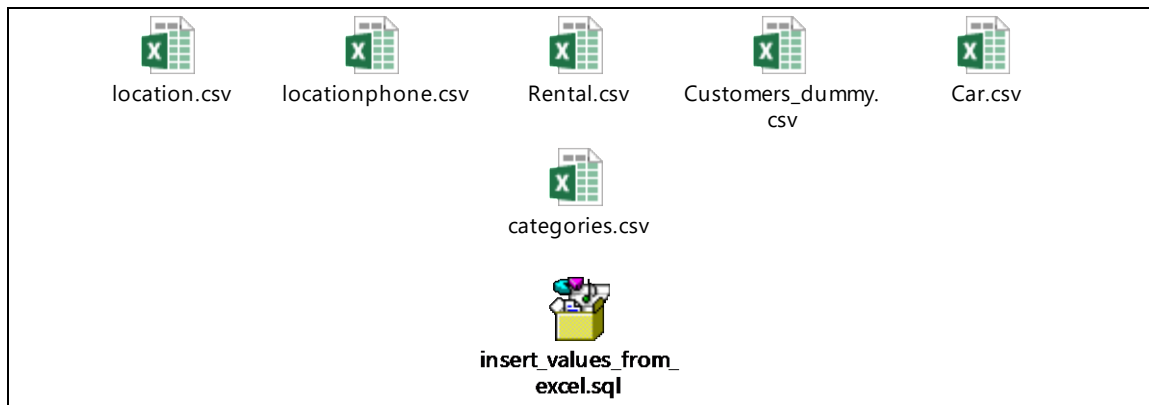 location.csv locationphone.csv Rental.csv Customers_dummy. Car.csv
csv
categories.csv
insert_values_from_
excel.sql